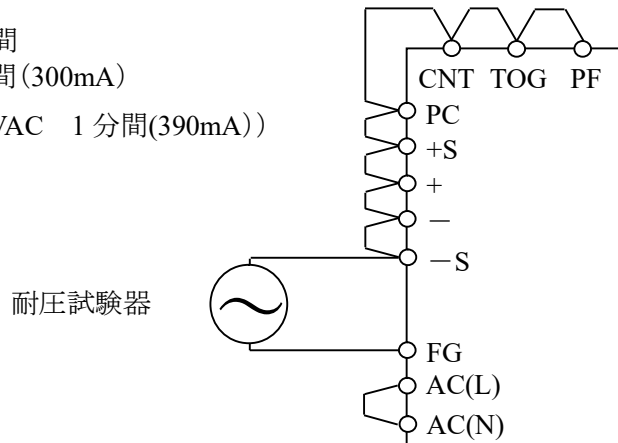 間
間(300mA)
VAC 1 分間(390mA))
CNT TOG PF
PC
+S
+
－
－S
耐圧試験器
FG
AC(L)
AC(N)